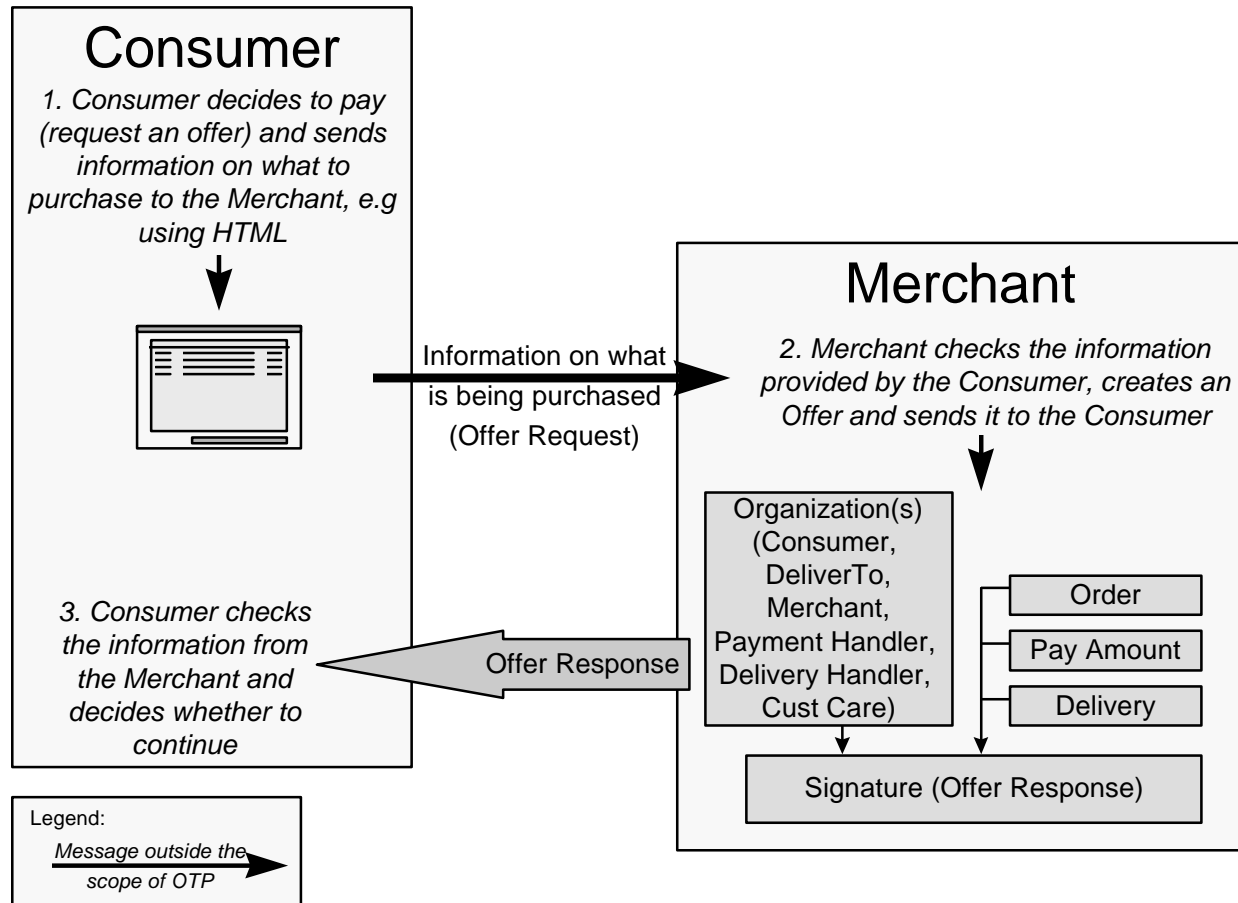 Consumer
1. Consumer decides to pay
(request an offer) and sends
information on what to
purchase to the Merchant, e.g
using HTML
Information on what
is being purchased
(Offer Request)
Merchant
2. Merchant checks the information
provided by the Consumer, creates an
Offer and sends it to the Consumer
Organization(s)
(Consumer,
DeliverTo,
Merchant,
Payment Handler,
Delivery Handler,
Cust Care)
Order
Pay Amount
Delivery
Signature (Offer Response)
Offer Response
3. Consumer checks
the information from
the Merchant and
decides whether to
continue
Legend:
Message outside the
scope of OTP